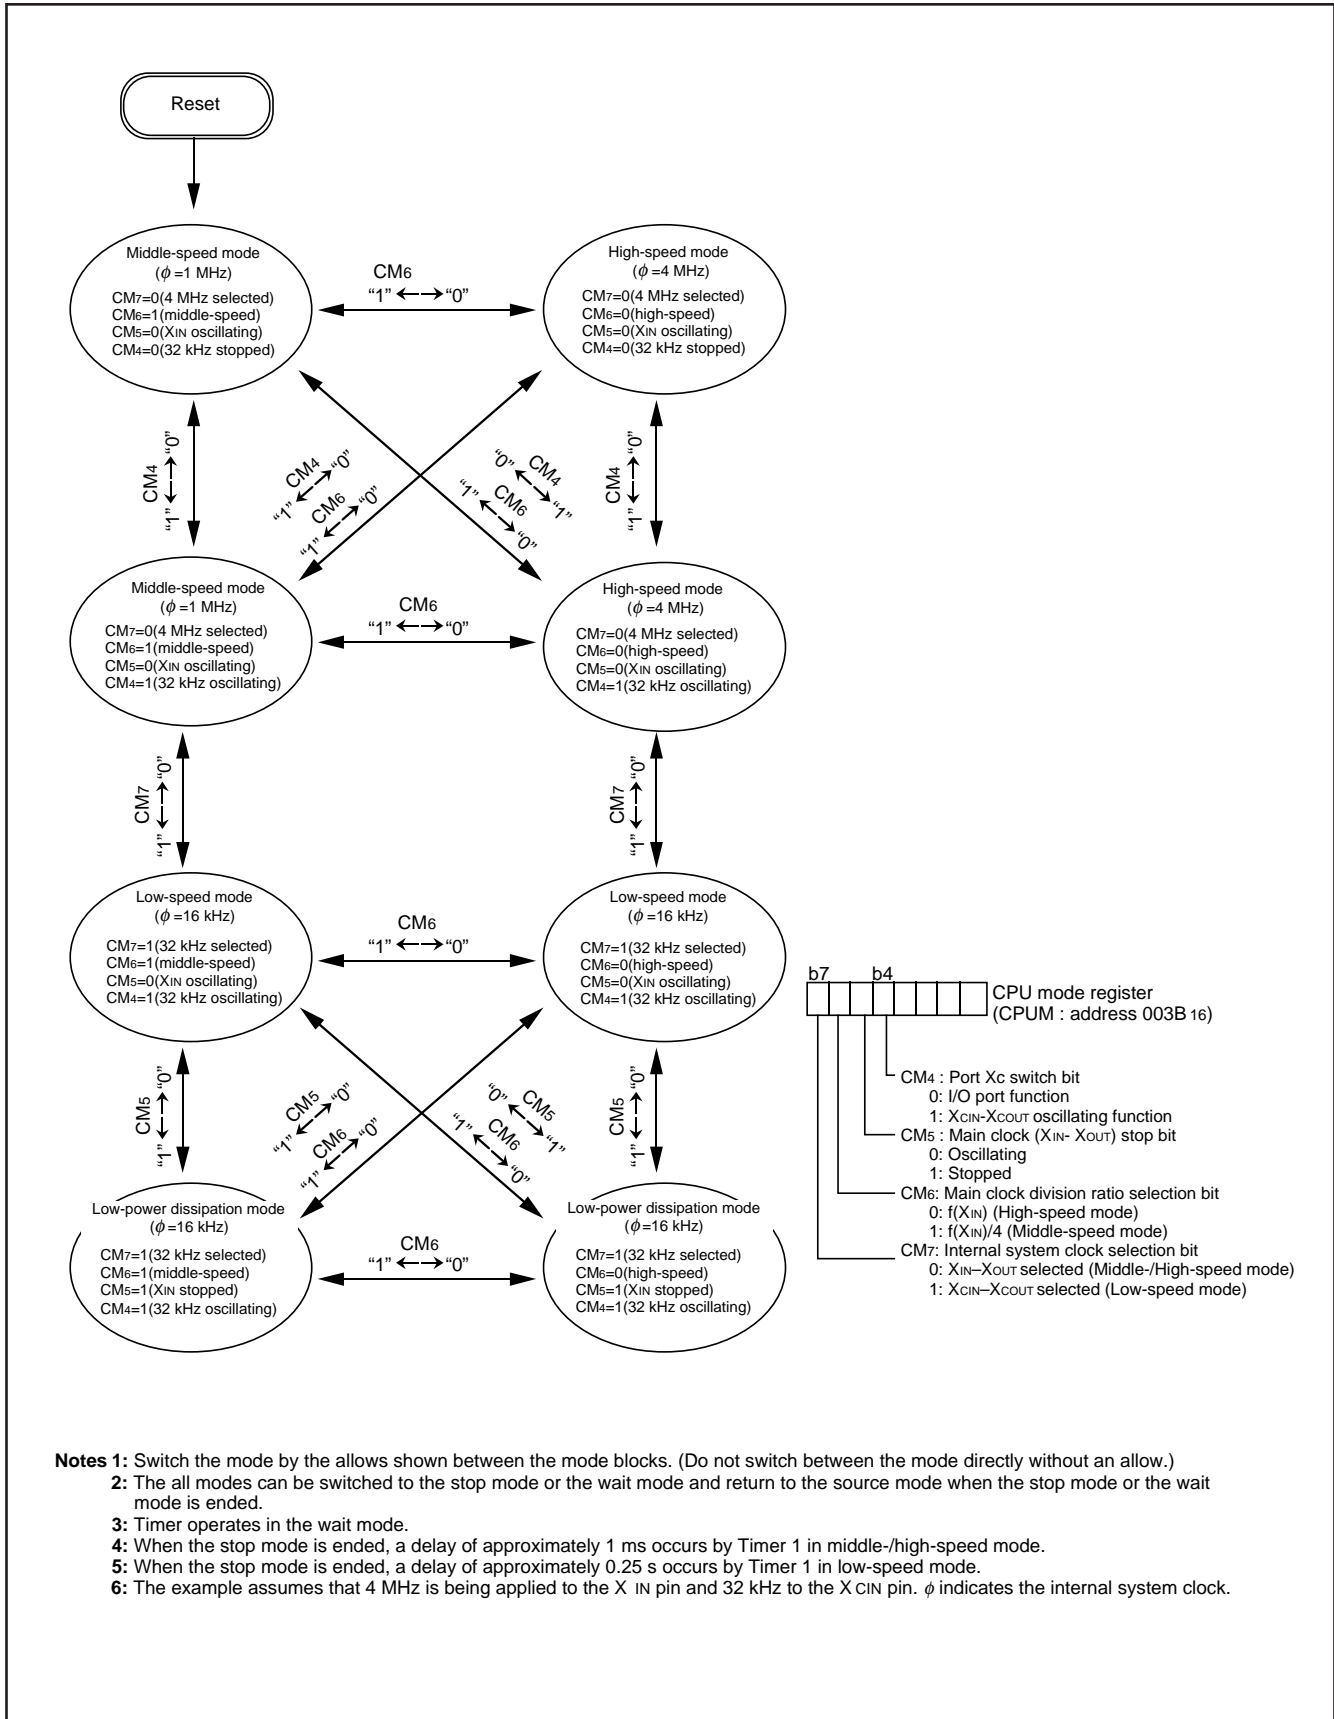 Reset
Middle-speed mode
(ϕ =1 MHz)
CM7=0(4 MHz selected)
CM6=1(middle-speed)
CM5=0(XIN oscillating)
CM4=0(32 kHz stopped)
CM6
“1” ←→ “0”
High-speed mode
(ϕ =4 MHz)
CM7=0(4 MHz selected)
CM6=0(high-speed)
CM5=0(XIN oscillating)
CM4=0(32 kHz stopped)
CM4
“1” ←→ “0”
CM4
“1” ←→ “0”
CM6
“1” ←→ “0”
CM4
“0” ←→ “1”
CM6
“1” ←→ “0”
CM4
“1” ←→ “0”
Middle-speed mode
(ϕ =1 MHz)
CM7=0(4 MHz selected)
CM6=1(middle-speed)
CM5=0(XIN oscillating)
CM4=1(32 kHz oscillating)
CM6
“1” ←→ “0”
High-speed mode
(ϕ =4 MHz)
CM7=0(4 MHz selected)
CM6=0(high-speed)
CM5=0(XIN oscillating)
CM4=1(32 kHz oscillating)
CM7
“1” ←→ “0”
CM7
“1” ←→ “0”
Low-speed mode
(ϕ =16 kHz)
CM7=1(32 kHz selected)
CM6=1(middle-speed)
CM5=0(XIN oscillating)
CM4=1(32 kHz oscillating)
CM6
“1” ←→ “0”
Low-speed mode
(ϕ =16 kHz)
CM7=1(32 kHz selected)
CM6=0(high-speed)
CM5=0(XIN oscillating)
CM4=1(32 kHz oscillating)
CM5
“1” ←→ “0”
CM5
“1” ←→ “0”
CM6
“1” ←→ “0”
CM5
“0” ←→ “1”
CM6
“1” ←→ “0”
CM5
“1” ←→ “0”
Low-power dissipation mode
(ϕ =16 kHz)
CM7=1(32 kHz selected)
CM6=1(middle-speed)
CM5=1(XIN stopped)
CM4=1(32 kHz oscillating)
CM6
“1” ←→ “0”
Low-power dissipation mode
(ϕ =16 kHz)
CM7=1(32 kHz selected)
CM6=0(high-speed)
CM5=1(XIN stopped)
CM4=1(32 kHz oscillating)
b7 b4
CPU mode register
(CPUM : address 003B 16)
CM4 : Port Xc switch bit
0: I/O port function
1: XCIN-XCOUT oscillating function
CM5 : Main clock (XIN- XOUT) stop bit
0: Oscillating
1: Stopped
CM6: Main clock division ratio selection bit
0: f(XIN) (High-speed mode)
1: f(XIN)/4 (Middle-speed mode)
CM7: Internal system clock selection bit
0: XIN–XOUT selected (Middle-/High-speed mode)
1: XCIN–XCOUT selected (Low-speed mode)
Notes 1: Switch the mode by the allows shown between the mode blocks. (Do not switch between the mode directly without an allow.)
2: The all modes can be switched to the stop mode or the wait mode and return to the source mode when the stop mode or the wait
mode is ended.
3: Timer operates in the wait mode.
4: When the stop mode is ended, a delay of approximately 1 ms occurs by Timer 1 in middle-/high-speed mode.
5: When the stop mode is ended, a delay of approximately 0.25 s occurs by Timer 1 in low-speed mode.
6: The example assumes that 4 MHz is being applied to the X IN pin and 32 kHz to the X CIN pin. ϕ indicates the internal system clock.